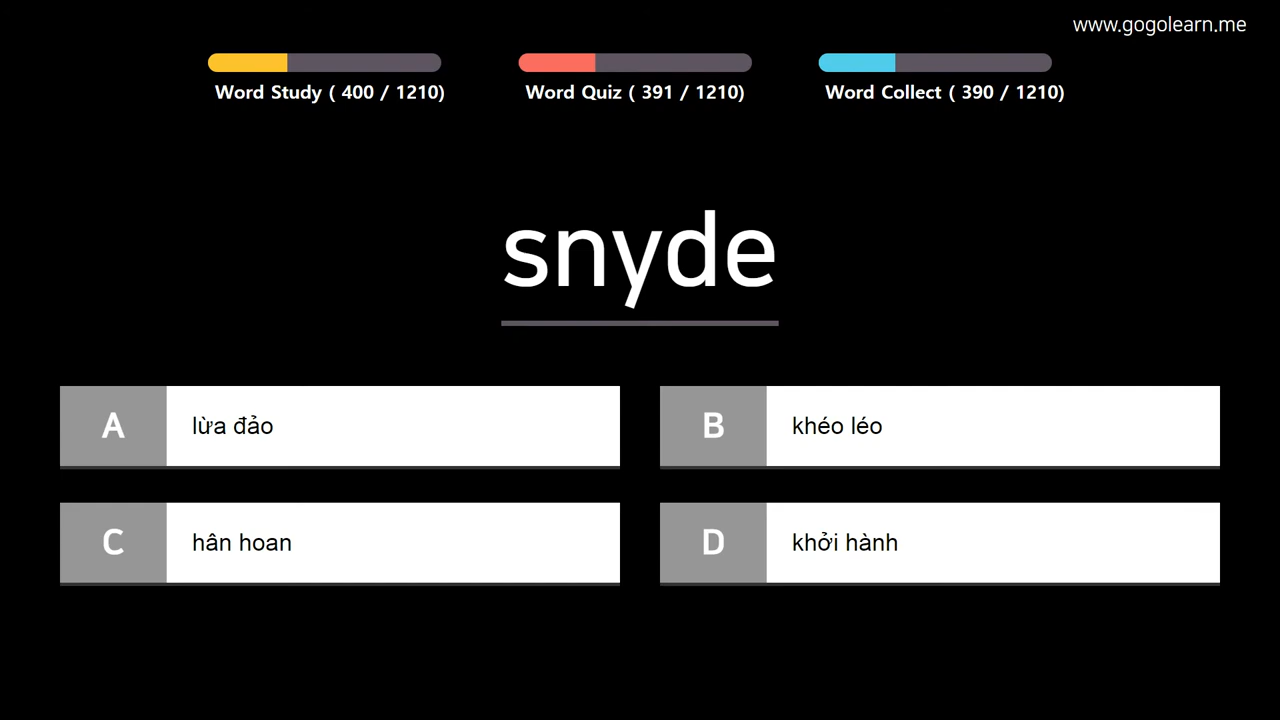 www.gogolearn.me
Word Study ( 400 / 1210)
Word Quiz ( 391 / 1210)
Word Collect ( 390 / 1210)
snyde
A lừa đảo
B khéo léo
C hân hoan
D khởi hành